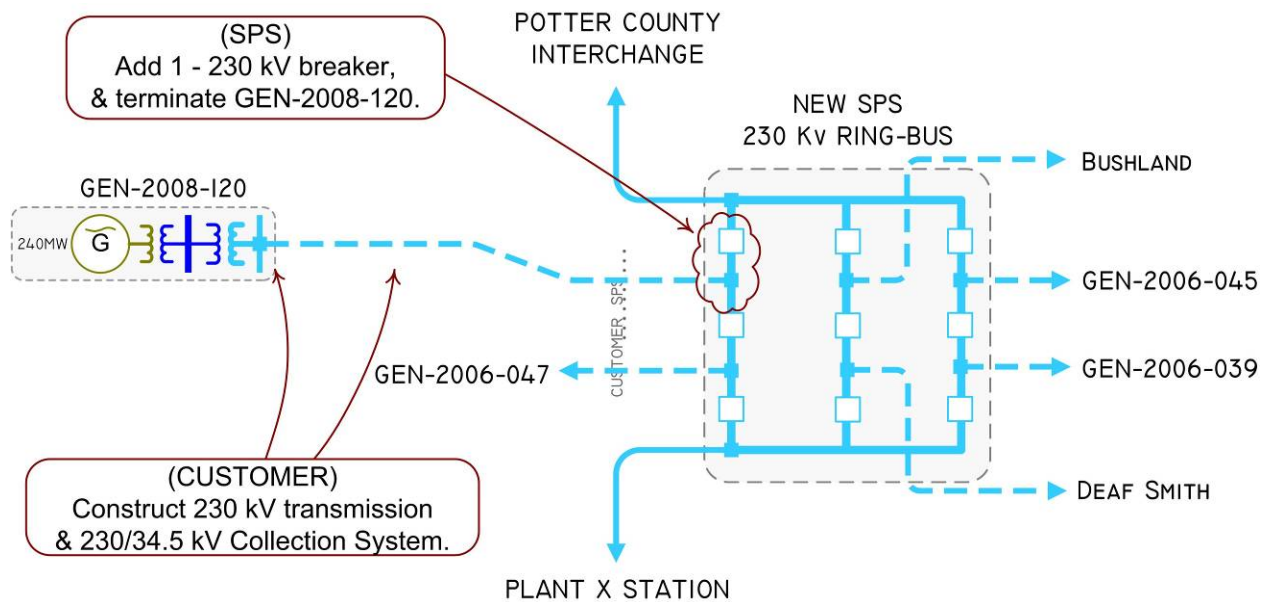 (SPS)
Add 1 - 230 kV breaker,
& terminate GEN-2008-120.
POTTER COUNTY
INTERCHANGE
NEW SPS
230 Kv RING-BUS
BUSHLAND
GEN-2008-120
240MW
G
CUSTOMER
SPS
GEN-2006-045
GEN-2006-047
GEN-2006-039
(CUSTOMER)
Construct 230 kV transmission
& 230/34.5 kV Collection System.
DEAF SMITH
PLANT X STATION